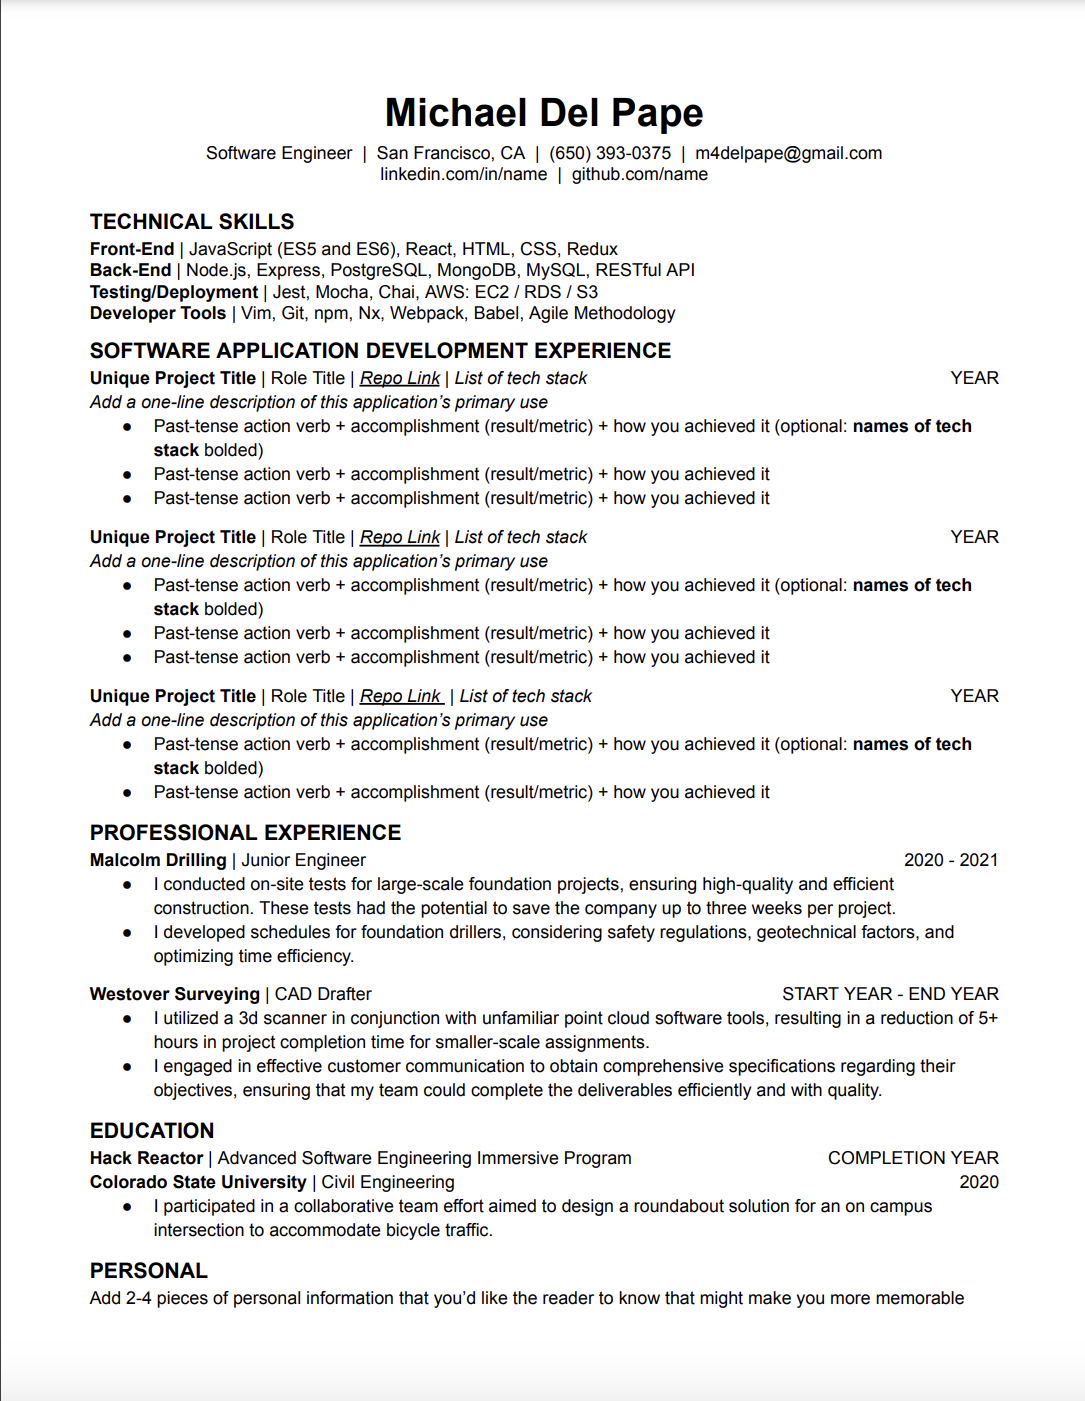 Michael Del Pape
Software Engineer | San Francisco, CA | (650) 393-0375 | m4delpape@gmail.com
linkedin.com/in/name | github.com/name
TECHNICAL SKILLS
Front-End | JavaScript (ES5 and ES6), React, HTML, CSS, Redux
Back-End | Node.js, Express, PostgreSQL, MongoDB, MySQL, RESTful API
Testing/Deployment | Jest, Mocha, Chai, AWS: EC2 / RDS / S3
Developer Tools | Vim, Git, npm, Nx, Webpack, Babel, Agile Methodology
SOFTWARE APPLICATION DEVELOPMENT EXPERIENCE
Unique Project Title | Role Title | Repo Link | List of tech stack YEAR
Add a one-line description of this application's primary use
● Past-tense action verb + accomplishment (result/metric) + how you achieved it (optional: names of tech
stack bolded)
● Past-tense action verb + accomplishment (result/metric) + how you achieved it
● Past-tense action verb + accomplishment (result/metric) + how you achieved it
Unique Project Title | Role Title | Repo Link | List of tech stack YEAR
Add a one-line description of this application's primary use
● Past-tense action verb + accomplishment (result/metric) + how you achieved it (optional: names of tech
stack bolded)
● Past-tense action verb + accomplishment (result/metric) + how you achieved it
● Past-tense action verb + accomplishment (result/metric) + how you achieved it
Unique Project Title | Role Title | Repo Link | List of tech stack YEAR
Add a one-line description of this application's primary use
● Past-tense action verb + accomplishment (result/metric) + how you achieved it (optional: names of tech
stack bolded)
● Past-tense action verb + accomplishment (result/metric) + how you achieved it
PROFESSIONAL EXPERIENCE
Malcolm Drilling | Junior Engineer 2020 - 2021
● I conducted on-site tests for large-scale foundation projects, ensuring high-quality and efficient
construction. These tests had the potential to save the company up to three weeks per project.
● I developed schedules for foundation drillers, considering safety regulations, geotechnical factors, and
optimizing time efficiency.
Westover Surveying | CAD Drafter START YEAR - END YEAR
● I utilized a 3d scanner in conjunction with unfamiliar point cloud software tools, resulting in a reduction of 5+
hours in project completion time for smaller-scale assignments.
● I engaged in effective customer communication to obtain comprehensive specifications regarding their
objectives, ensuring that my team could complete the deliverables efficiently and with quality.
EDUCATION
Hack Reactor | Advanced Software Engineering Immersive Program COMPLETION YEAR
Colorado State University | Civil Engineering 2020
● I participated in a collaborative team effort aimed to design a roundabout solution for an on campus
intersection to accommodate bicycle traffic.
PERSONAL
Add 2-4 pieces of personal information that you'd like the reader to know that might make you more memorable